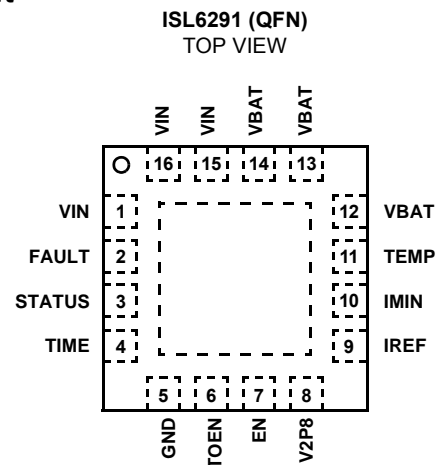 ISL6291 (QFN)
TOP VIEW
VIN VIN VBAT VBAT
16 15 14 13
VIN 1 12 VBAT
FAULT 2 11 TEMP
STATUS 3 10 IMIN
TIME 4 9 IREF
5 6 7 8
GND TOEN EN V2P8